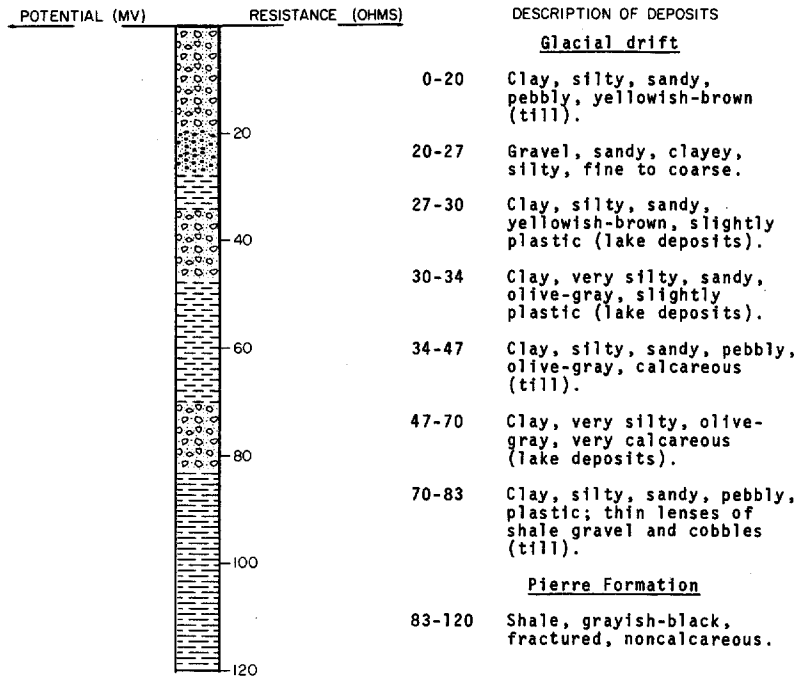 POTENTIAL (MV) RESISTANCE (OHMS) DESCRIPTION OF DEPOSITS
Glacial drift
0-20 Clay, silty, sandy,
pebbly, yellowish-brown
(till).
20
20-27 Gravel, sandy, clayey,
silty, fine to coarse.
27-30 Clay, silty, sandy,
yellowish-brown, slightly
plastic (lake deposits).
40
30-34 Clay, very silty, sandy,
olive-gray, slightly
plastic (lake deposits).
60
34-47 Clay, silty, sandy, pebbly,
olive-gray, calcareous
(till).
47-70 Clay, very silty, olive-
gray, very calcareous
(lake deposits).
80
70-83 Clay, silty, sandy, pebbly,
plastic; thin lenses of
shale gravel and cobbles
(till).
100
Pierre Formation
83-120 Shale, grayish-black,
fractured, noncalcareous.
120